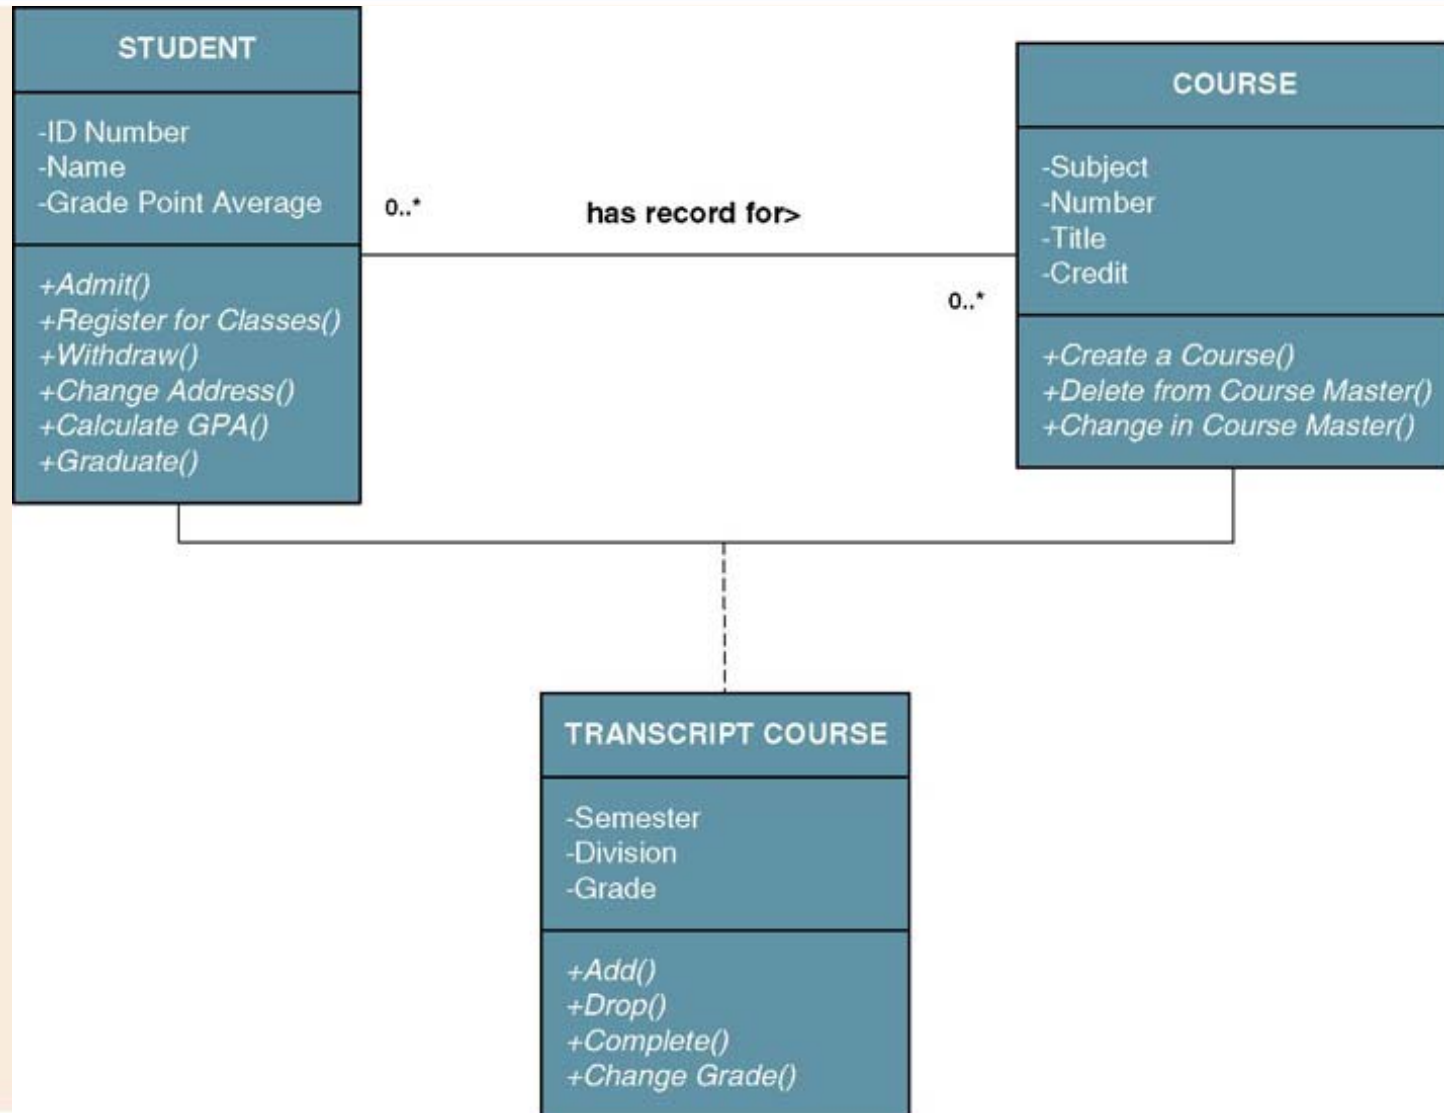 STUDENT
-ID Number
-Name
-Grade Point Average
+Admit()
+Register for Classes()
+Withdraw()
+Change Address()
+Calculate GPA()
+Graduate()
0..*
has record for>
0..*
COURSE
-Subject
-Number
-Title
-Credit
+Create a Course()
+Delete from Course Master()
+Change in Course Master()
TRANSCRIPT COURSE
-Semester
-Division
-Grade
+Add()
+Drop()
+Complete()
+Change Grade()